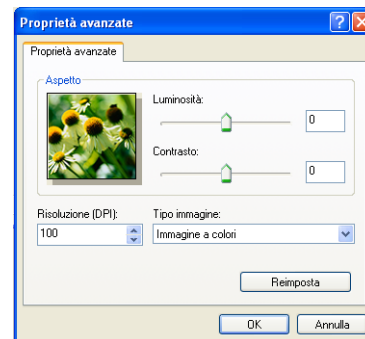 Proprietà avanzate
Proprietà avanzate
Aspetto
Luminosità:
0
Contrasto:
0
Risoluzione (DPI):
Tipo immagine:
100
Immagine a colori
Reimposta
OK
Annulla